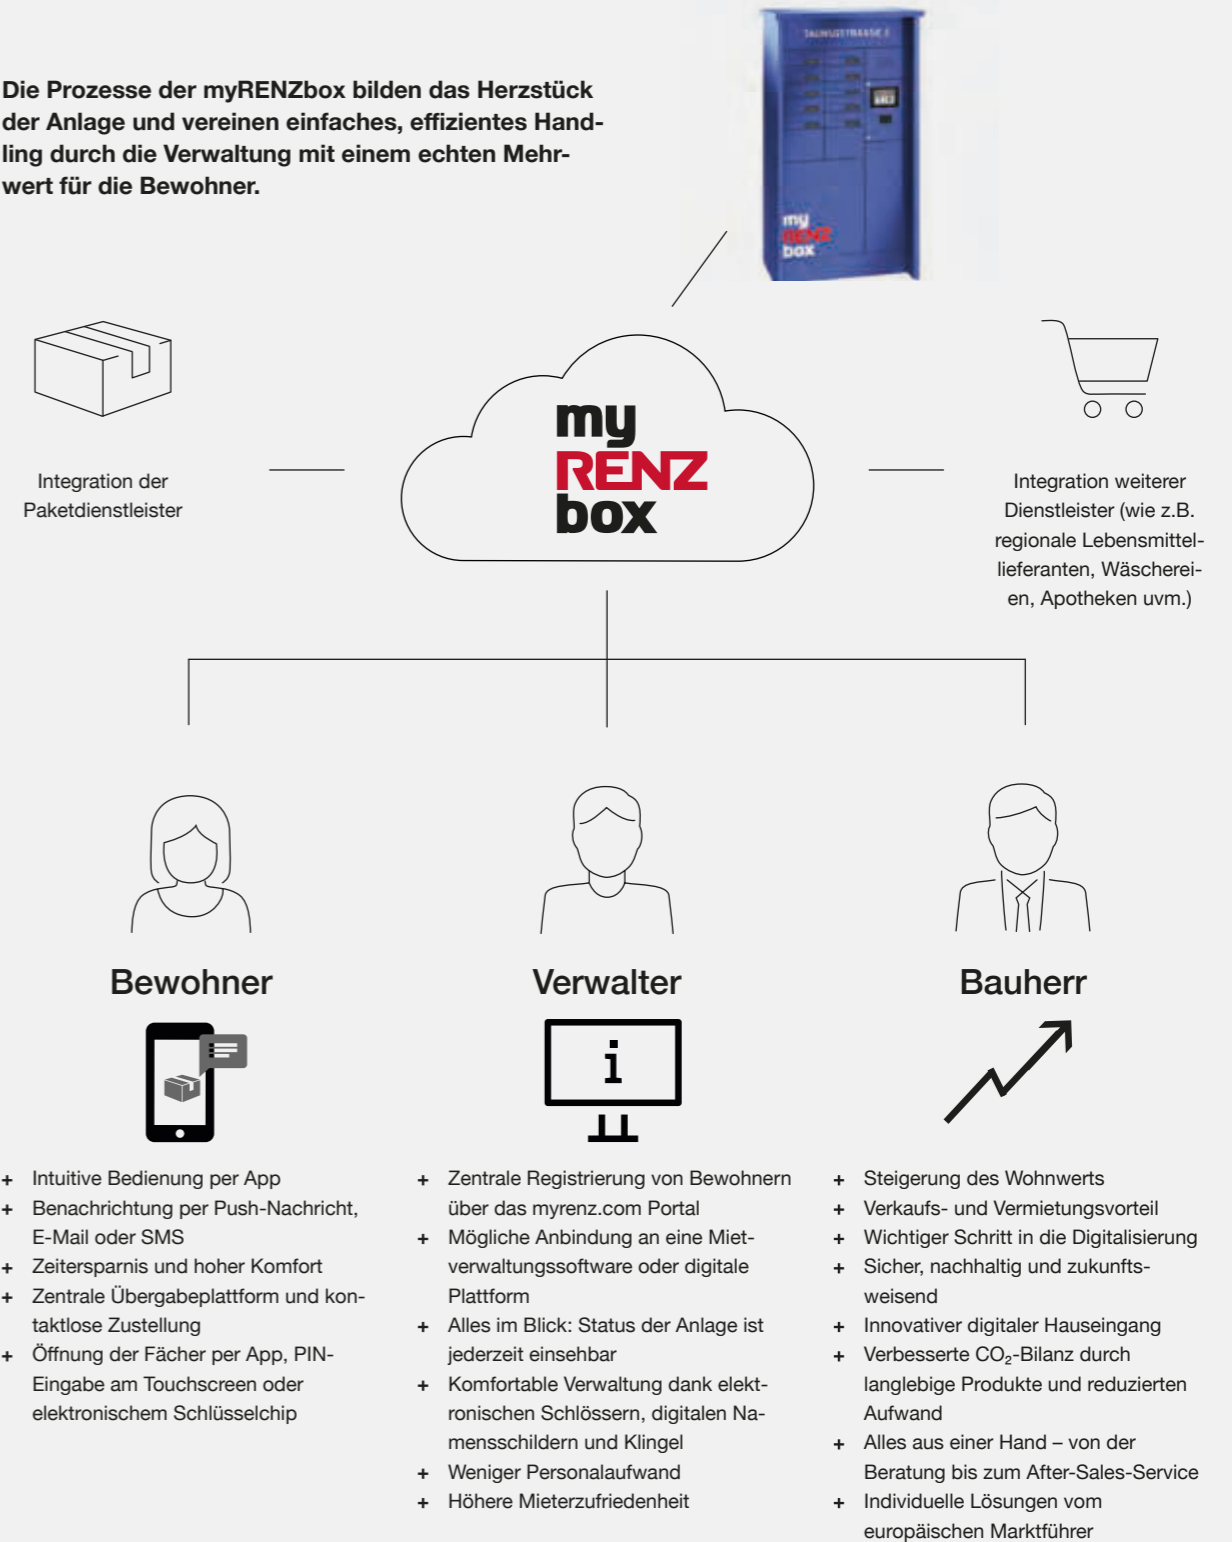 TAUNUSSTRASSE
Die Prozesse der myRENZbox bilden das Herzstück
der Anlage und vereinen einfaches, effizientes Hand-
ling durch die Verwaltung mit einem echten Mehr-
wert für die Bewohner.
my
RENZ
box
my
RENZ
box
Integration der
Paketdienstleister
Integration weiterer
Dienstleister (wie z.B.
regionale Lebensmittel-
lieferanten, Wäscherei-
en, Apotheken uvm.)
Bewohner
Verwalter
Bauherr
i
+ Intuitive Bedienung per App
+ Benachrichtung per Push-Nachricht,
E-Mail oder SMS
+ Zeitersparnis und hoher Komfort
+ Zentrale Übergabeplattform und kon-
taktlose Zustellung
+ Öffnung der Fächer per App, PIN-
Eingabe am Touchscreen oder
elektronischem Schlüsselchip
+ Zentrale Registrierung von Bewohnern
über das myrenz.com Portal
+ Mögliche Anbindung an eine Miet-
verwaltungssoftware oder digitale
Plattform
+ Alles im Blick: Status der Anlage ist
jederzeit einsehbar
+ Komfortable Verwaltung dank elekt-
ronischen Schlössern, digitalen Na-
mensschildern und Klingel
+ Weniger Personalaufwand
+ Höhere Mieterzufriedenheit
+ Steigerung des Wohnwerts
+ Verkaufs- und Vermietungsvorteil
+ Wichtiger Schritt in die Digitalisierung
+ Sicher, nachhaltig und zukunfts-
weisend
+ Innovativer digitaler Hauseingang
+ Verbesserte CO₂-Bilanz durch
langlebige Produkte und reduzierten
Aufwand
+ Alles aus einer Hand – von der
Beratung bis zum After-Sales-Service
+ Individuelle Lösungen vom
europäischen Marktführer